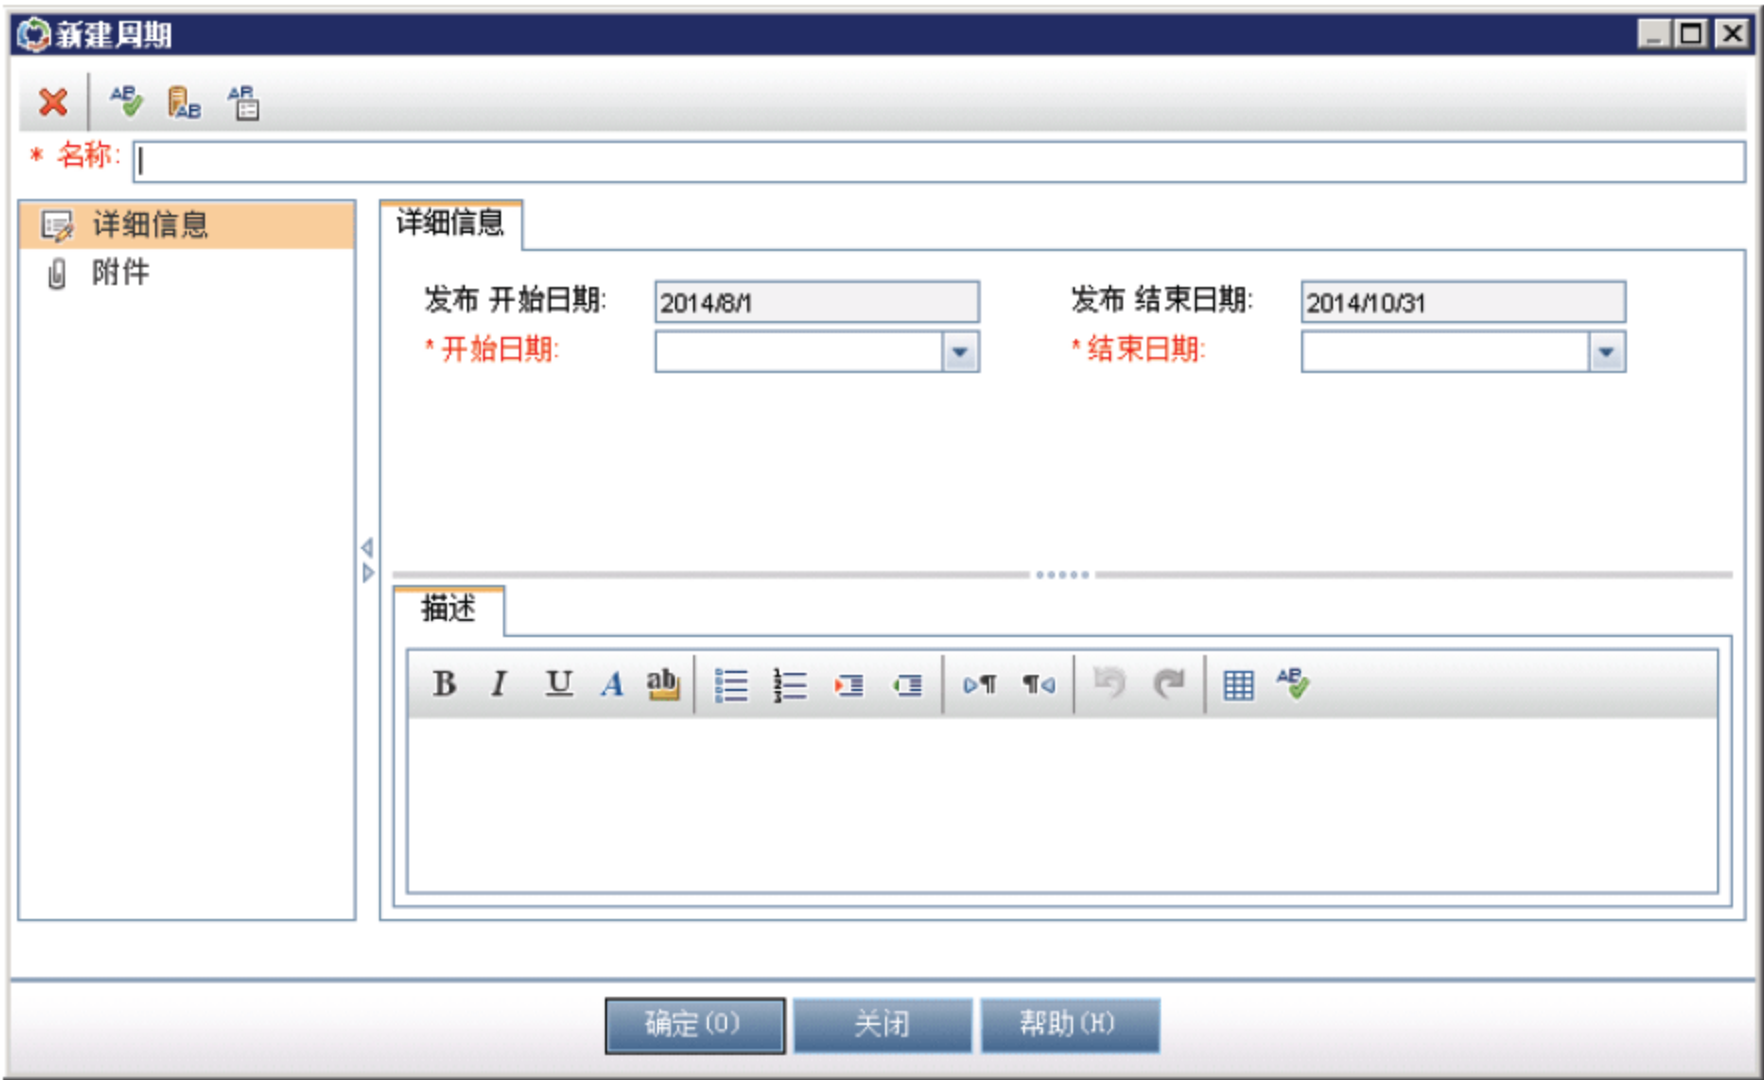 新建周期
* 名称:
详细信息
附件
详细信息
发布 开始日期: 2014/8/1 发布 结束日期: 2014/10/31
* 开始日期: * 结束日期:
描述
确定(O) 关闭 帮助(H)